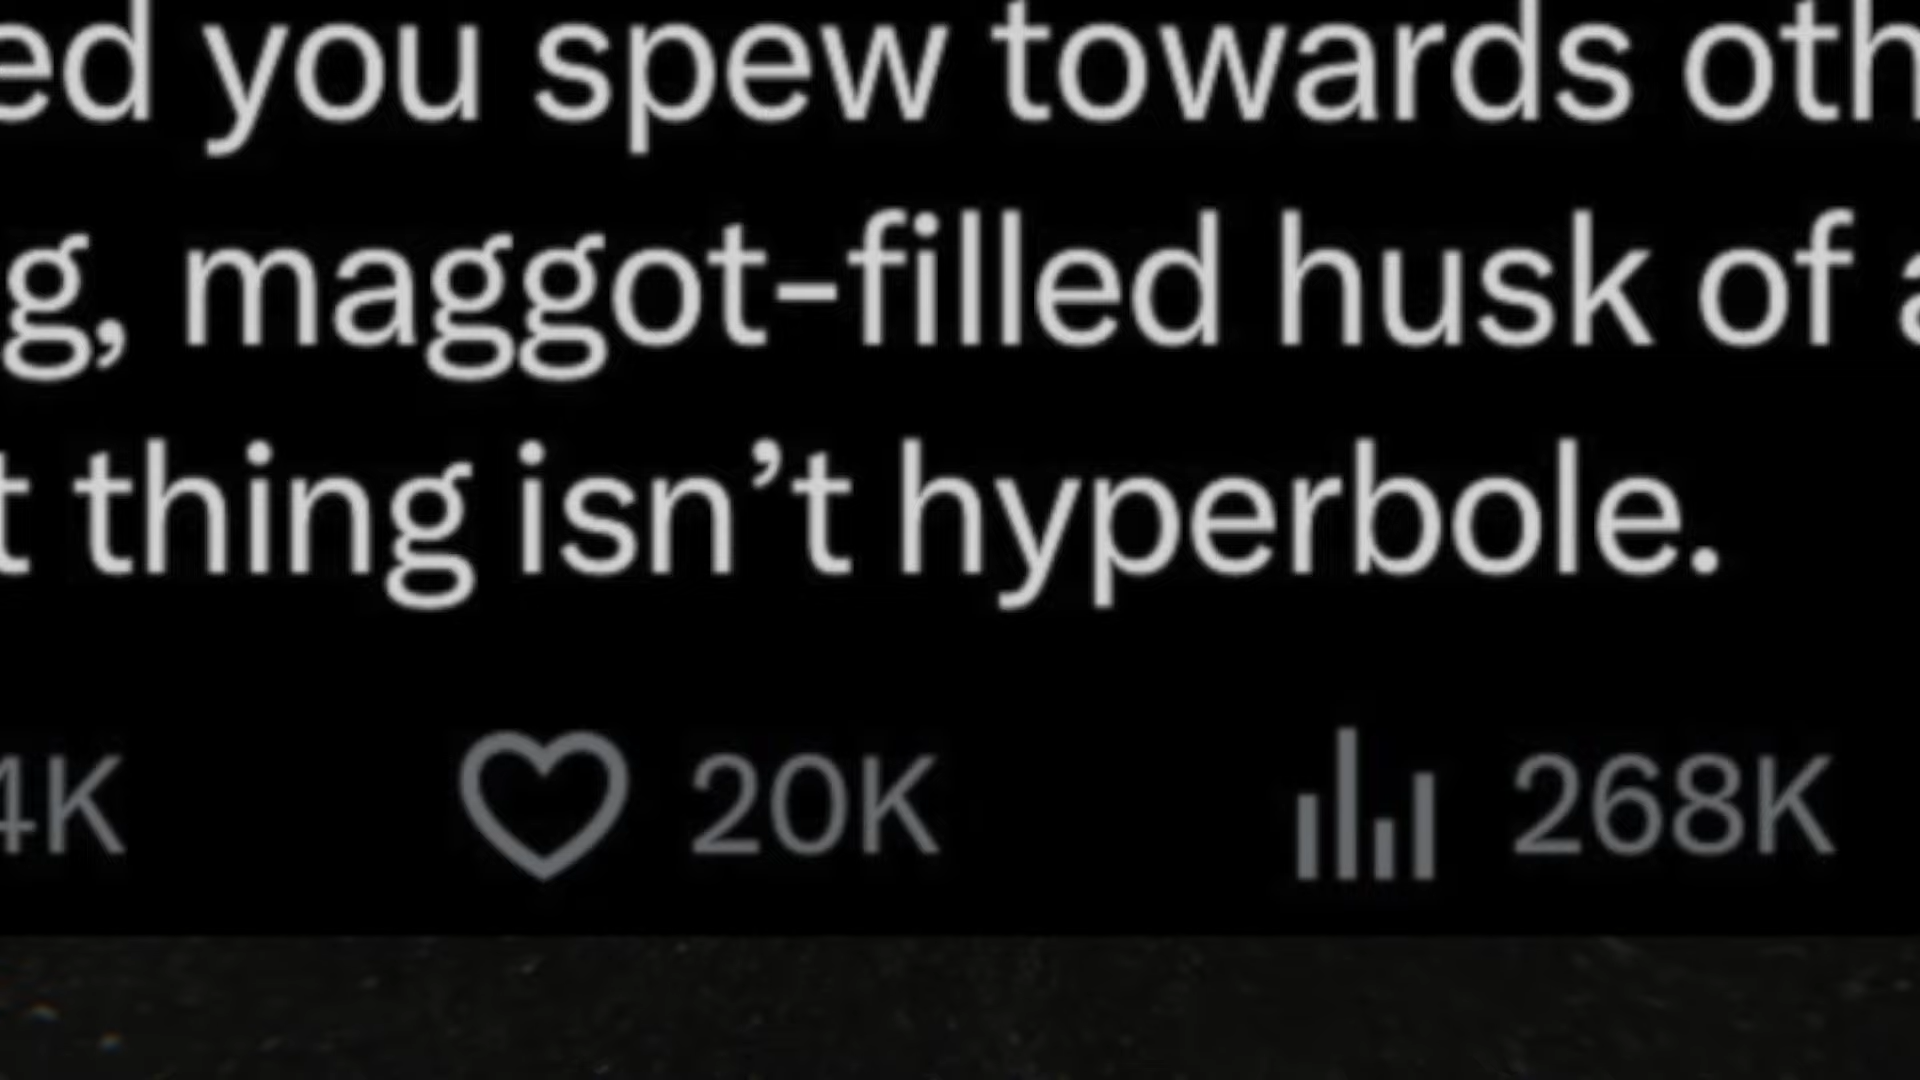 ed you spew towards oth
g, maggot-filled husk of a
t thing isn’t hyperbole.
4K 20K 268K